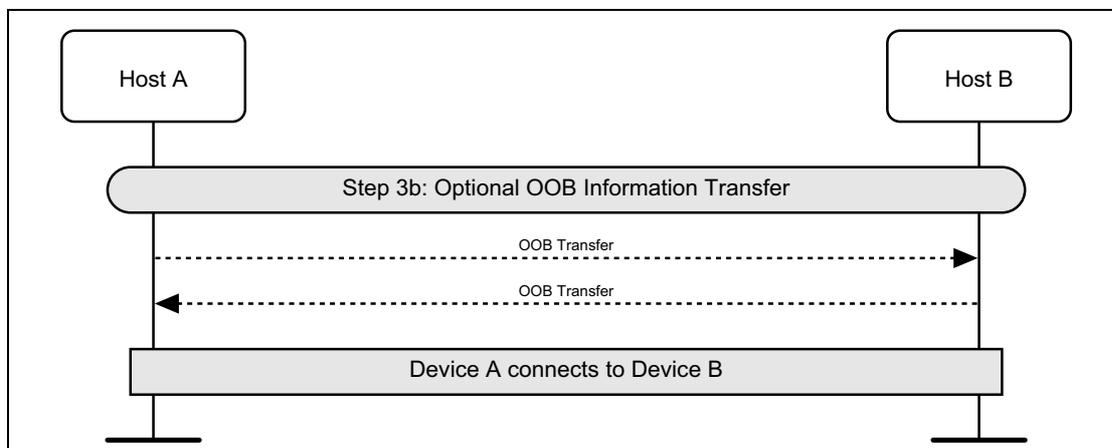 Host A
Host B
Step 3b: Optional OOB Information Transfer
OOB Transfer
OOB Transfer
Device A connects to Device B